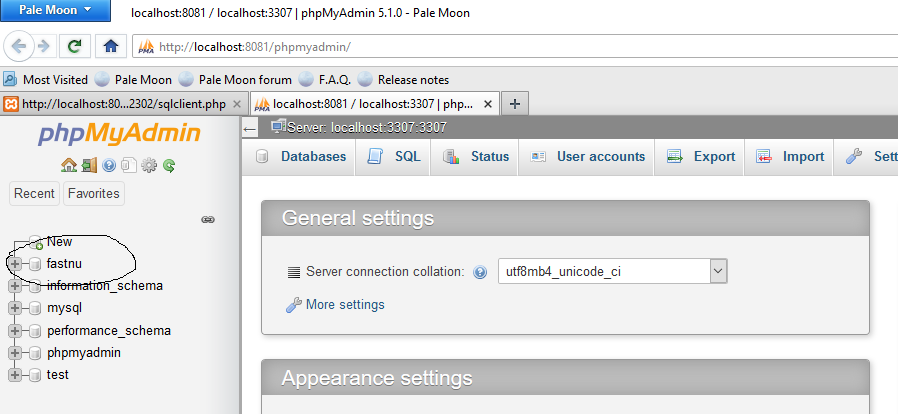 Pale Moon
localhost:8081 / localhost:3307 | phpMyAdmin 5.1.0 - Pale Moon
PMA http://localhost:8081/phpmyadmin/
Most Visited Pale Moon Pale Moon forum F.A.Q. Release notes
http://localhost:80...2302/sqlclient.php localhost:8081 / localhost:3307 | php...
phpMyAdmin
Recent Favorites
New
fastnu
information_schema
mysql
performance_schema
phpmyadmin
test
Server: localhost:3307:3307
Databases SQL Status User accounts Export Import Sett
General settings
Server connection collation: utf8mb4_unicode_ci
More settings
Appearance settings